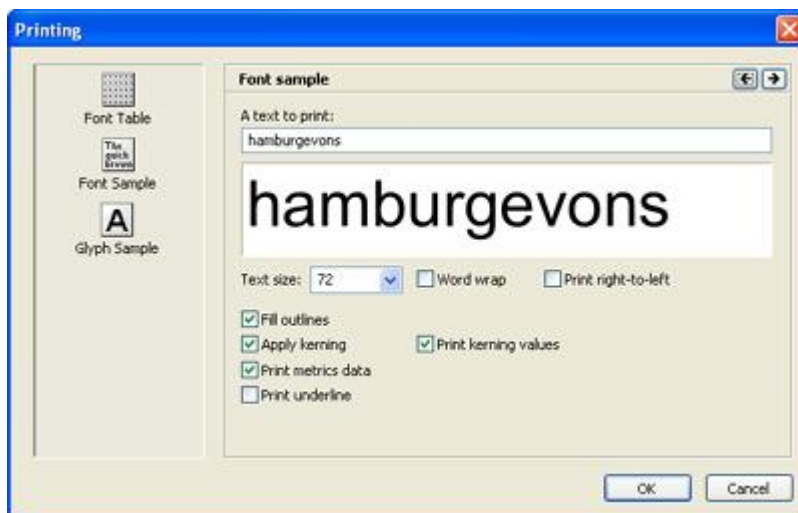 Printing
Font Table
The
quick
Brown
Font Sample
A
Glyph Sample
Font sample
A text to print:
hamburgevons
hamburgevons
Text size: 72 Word wrap Print right-to-left
Fill outlines
Apply kerning Print kerning values
Print metrics data
Print underline
OK Cancel